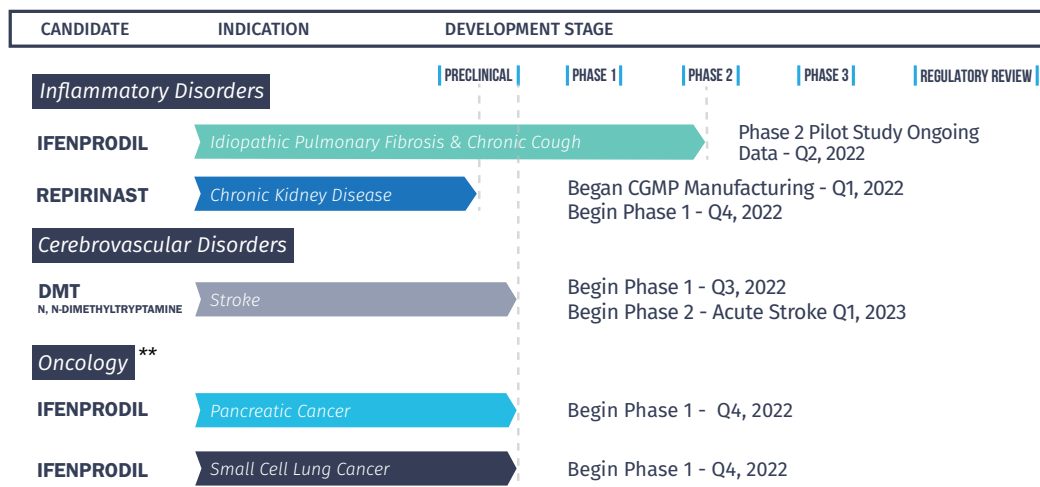 CANDIDATE INDICATION DEVELOPMENT STAGE
PRECLINICAL PHASE 1 PHASE 2 PHASE 3 REGULATORY REVIEW
Inflammatory Disorders
IFENPRODIL Idiopathic Pulmonary Fibrosis & Chronic Cough
Phase 2 Pilot Study Ongoing
Data - Q2, 2022
REPIRINAST Chronic Kidney Disease
Began CGMP Manufacturing - Q1, 2022
Begin Phase 1 - Q4, 2022
Cerebrovascular Disorders
DMT
N, N-DIMETHYLTRYPTAMINE
Stroke
Begin Phase 1 - Q3, 2022
Begin Phase 2 - Acute Stroke Q1, 2023
Oncology **
IFENPRODIL Pancreatic Cancer Begin Phase 1 - Q4, 2022
IFENPRODIL Small Cell Lung Cancer Begin Phase 1 - Q4, 2022